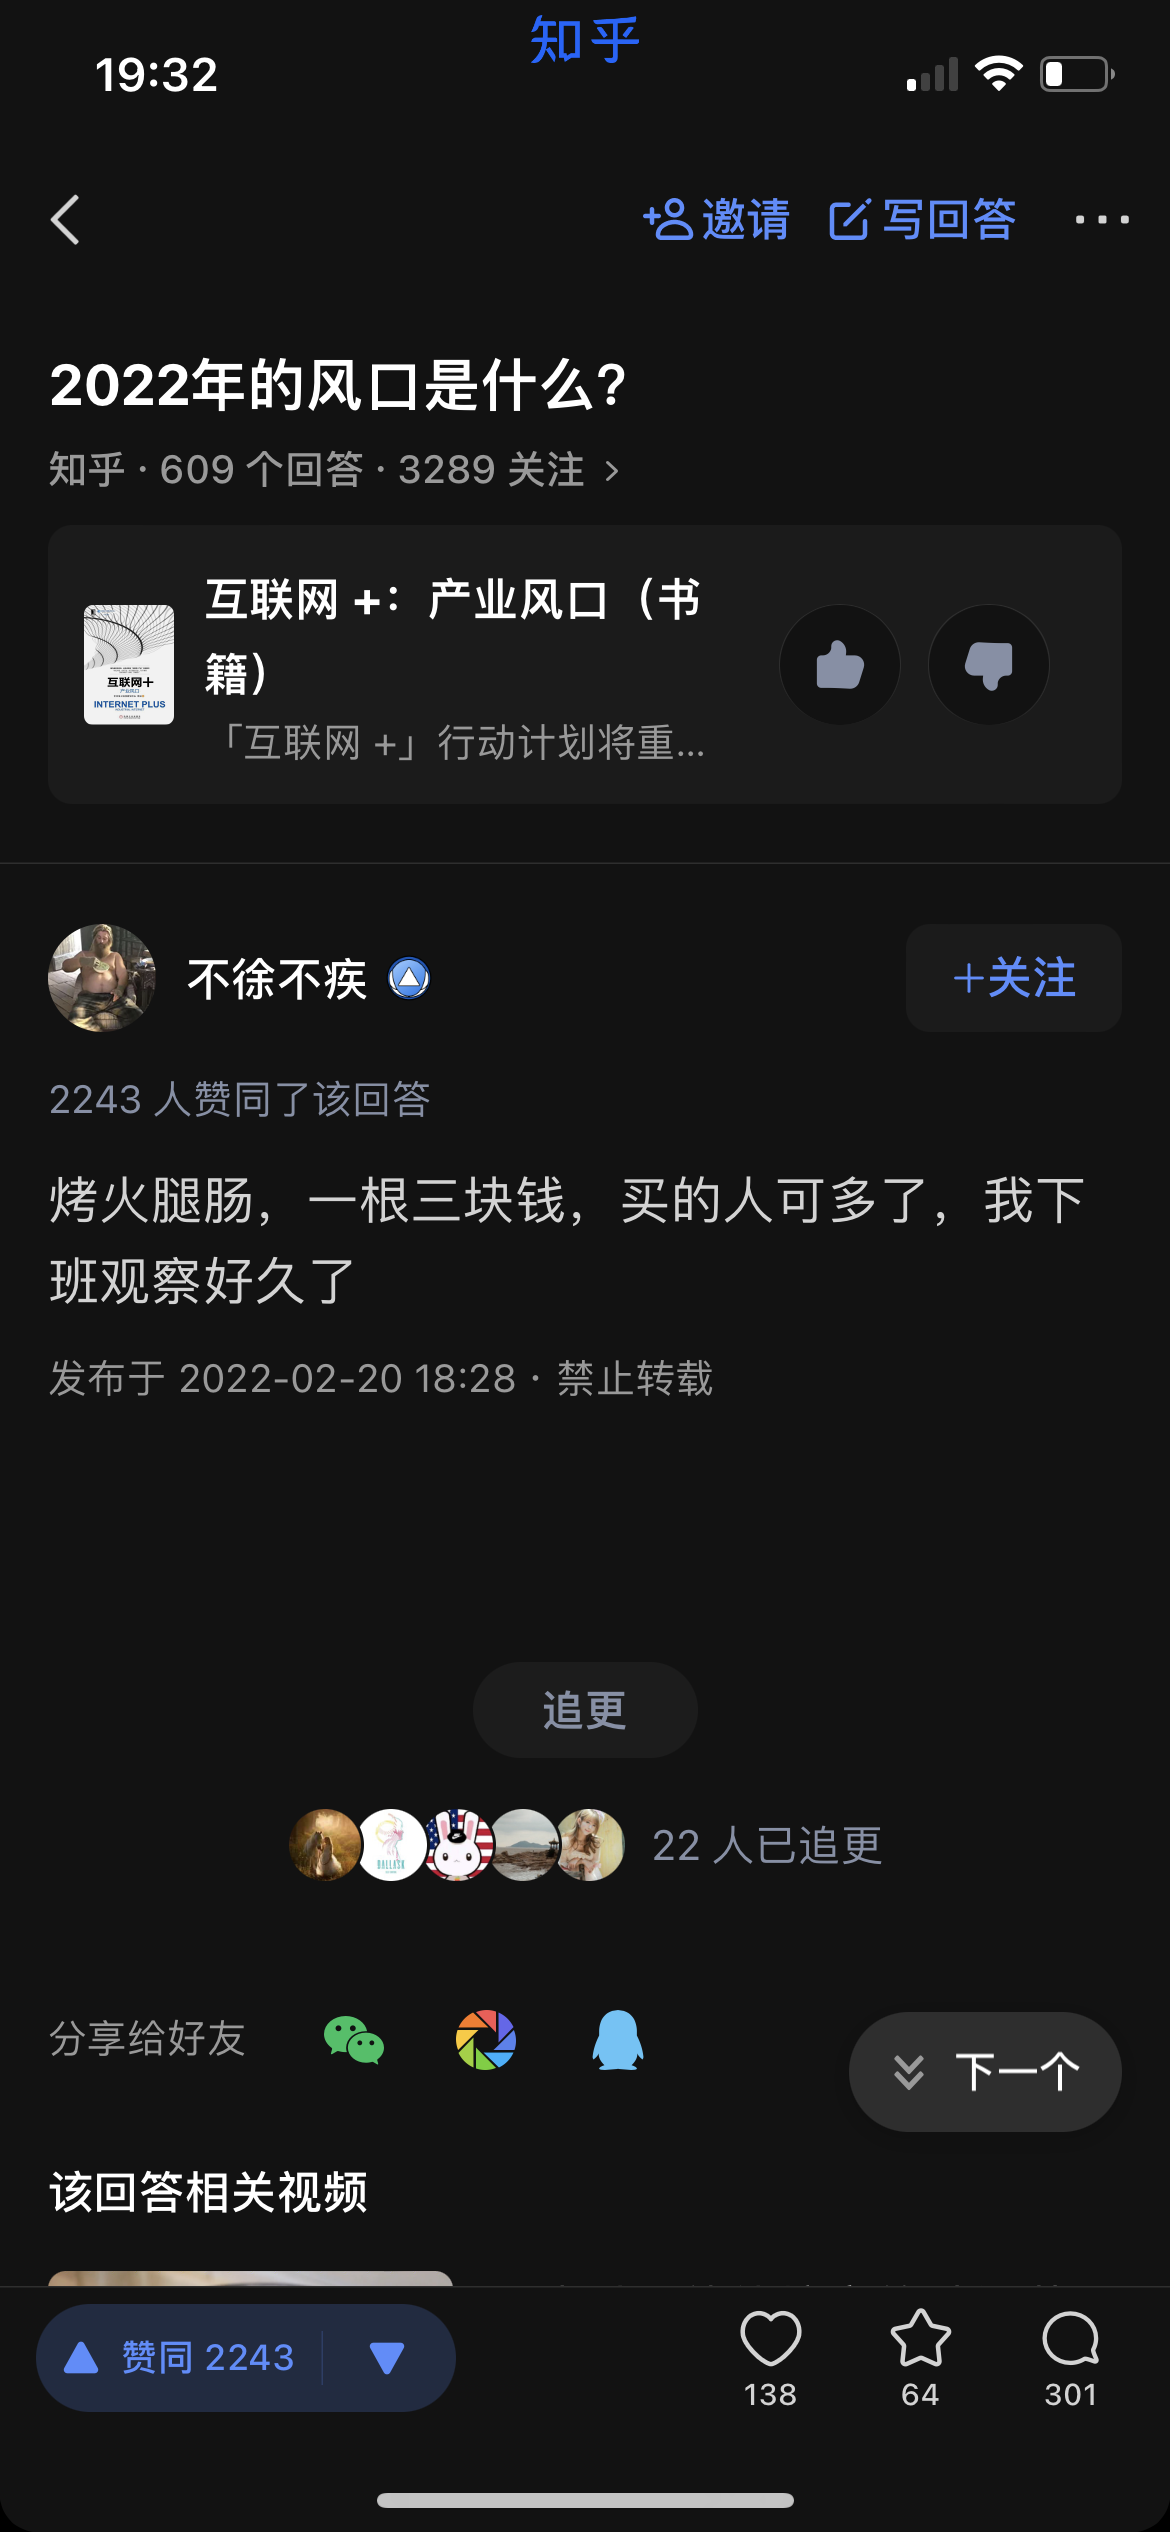 知乎
19:32
邀请 写回答
2022年的风口是什么?
知乎 · 609 个回答 · 3289 关注
互联网 +：产业风口（书
籍）
「互联网 +」行动计划将重...
互联网十
产业风口
INTERNET PLUS
不徐不疾
+关注
2243 人赞同了该回答
烤火腿肠，一根三块钱，买的人可多了，我下
班观察好久了
发布于 2022-02-20 18:28 · 禁止转载
追更
22 人已追更
分享给好友
下一个
该回答相关视频
赞同 2243
138
64
301